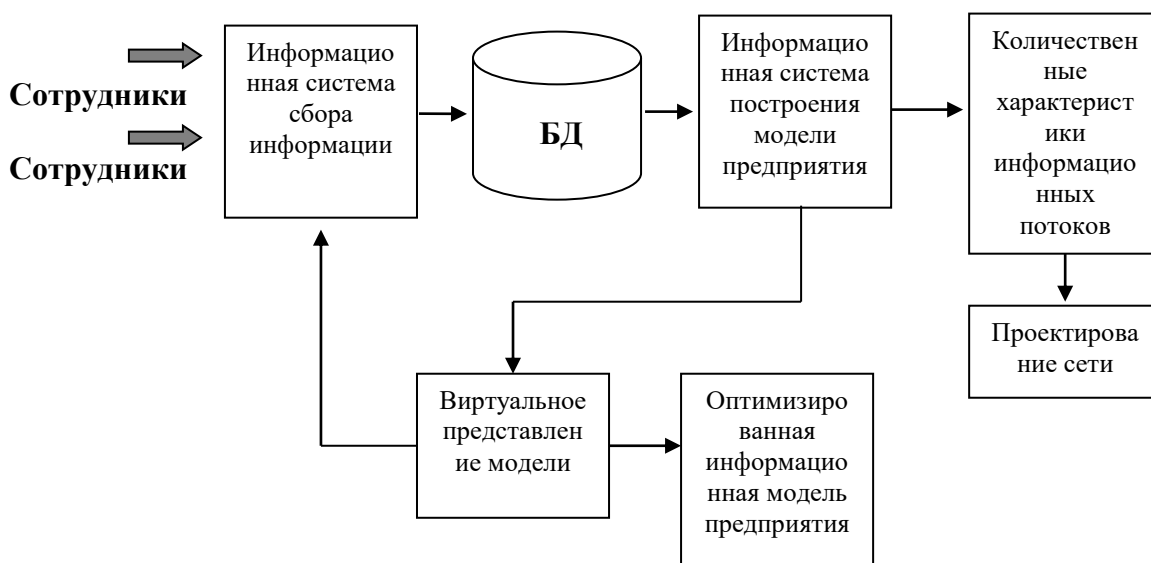 Сотрудники
Сотрудники
Информацио
нная система
сбора
информации
БД
Информацио
нная система
построения
модели
предприятия
Количествен
ные
характерист
ики
информацио
нных
потоков
Проектирова
ние сети
Виртуальное
представлен
ие модели
Оптимизиро
ванная
информацио
нная модель
предприятия